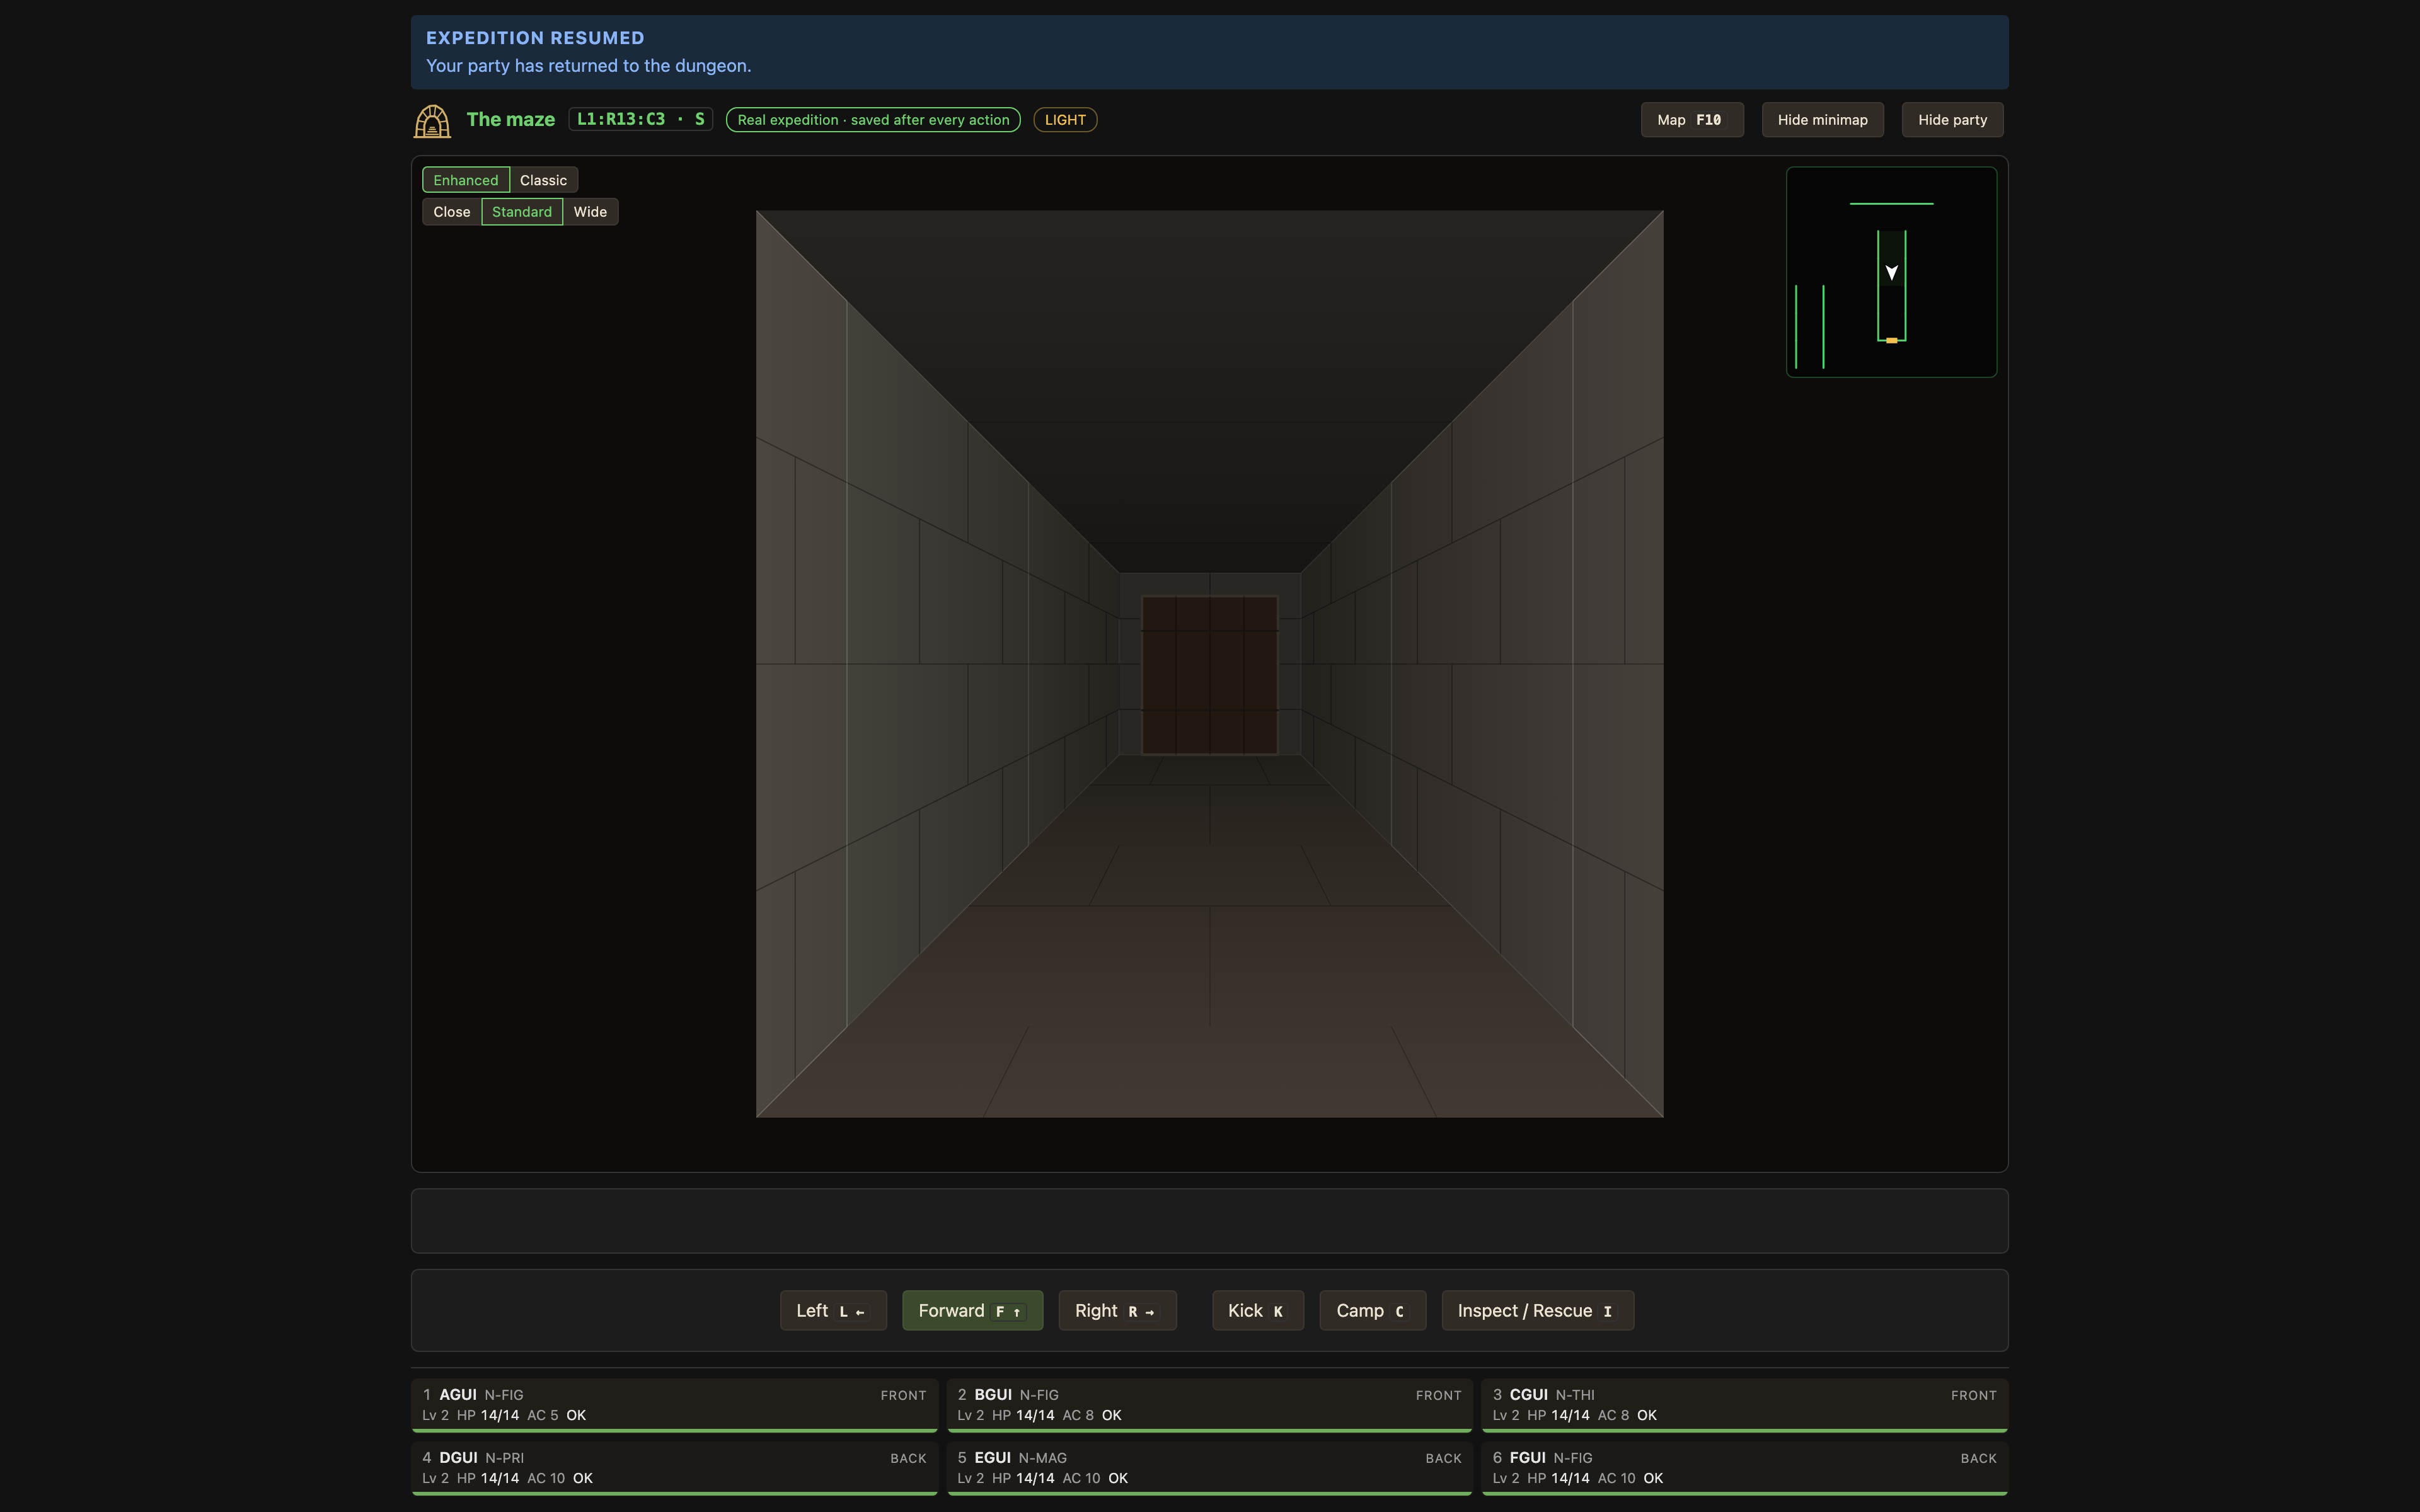 EXPEDITION RESUMED
Your party has returned to the dungeon.
The maze L1:R13:C3 · S Real expedition · saved after every action LIGHT Map F10 Hide minimap Hide party
Enhanced Classic
Close Standard Wide
Left L ← Forward F ↑ Right R → Kick K Camp C Inspect / Rescue I
1 AGUI N-FIG FRONT
Lv 2 HP 14/14 AC 5 OK
2 BGUI N-FIG FRONT
Lv 2 HP 14/14 AC 8 OK
3 CGUI N-THI FRONT
Lv 2 HP 14/14 AC 8 OK
4 DGUI N-PRI BACK
Lv 2 HP 14/14 AC 10 OK
5 EGUI N-MAG BACK
Lv 2 HP 14/14 AC 10 OK
6 FGUI N-FIG BACK
Lv 2 HP 14/14 AC 10 OK